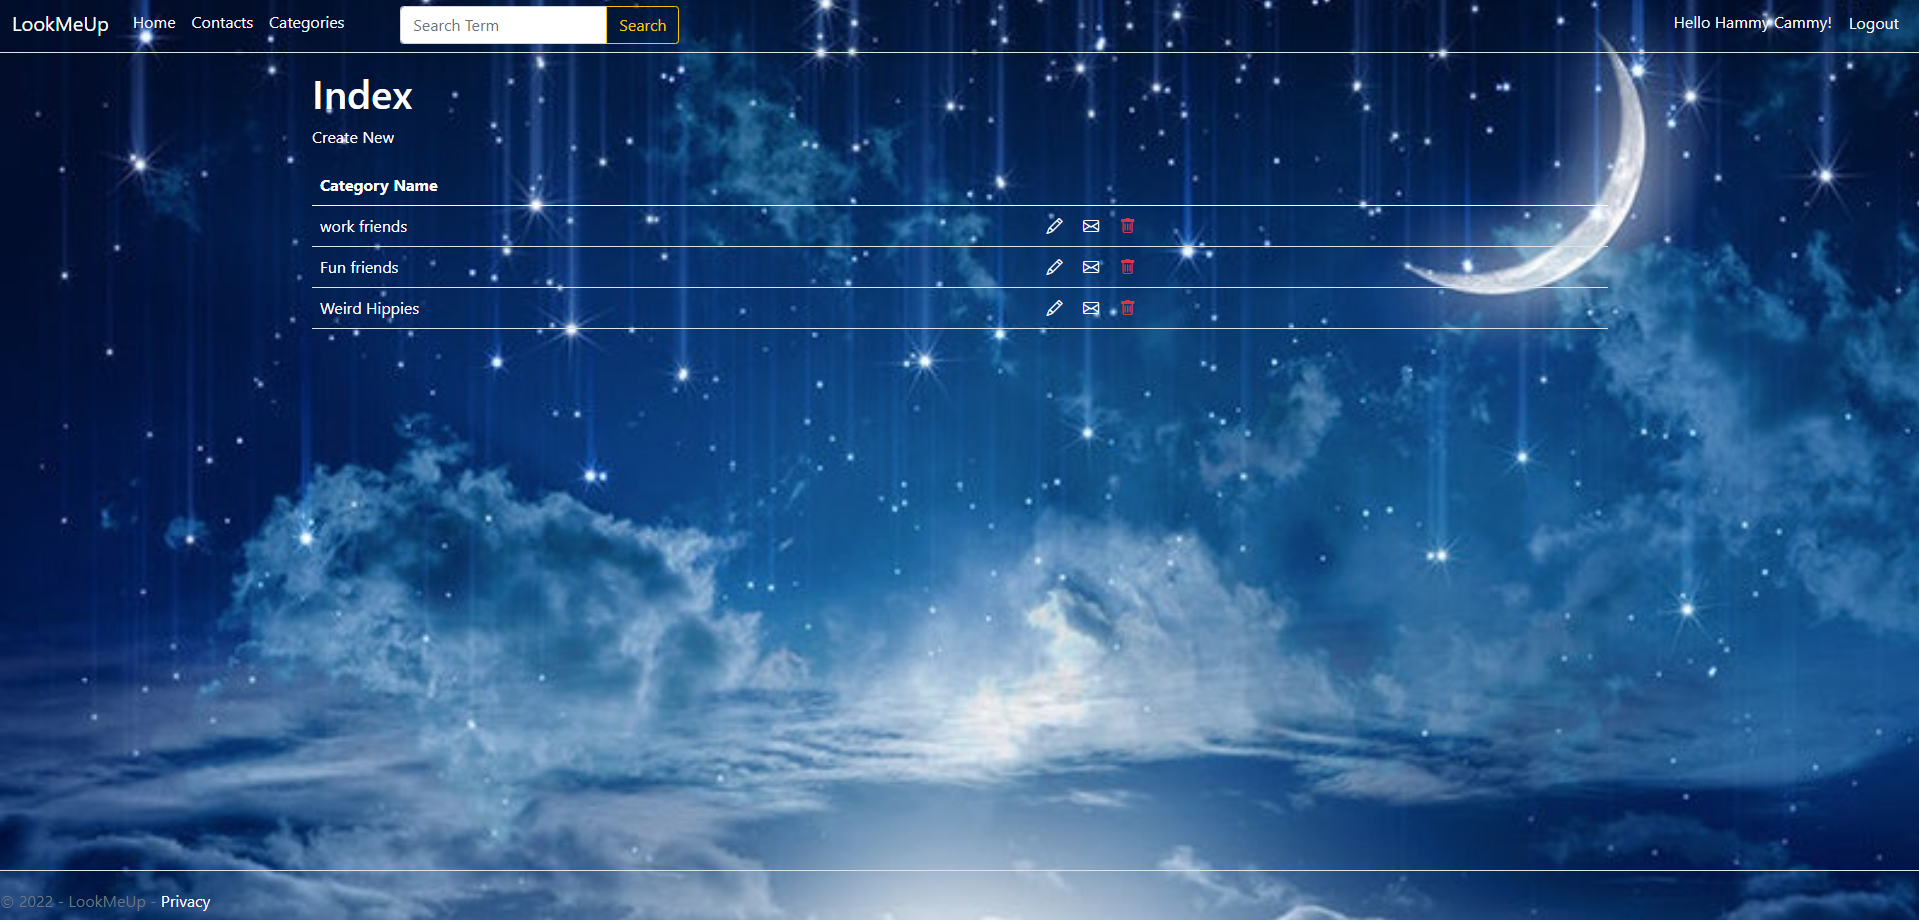 LookMeUp Home Contacts Categories Search Term Search Hello Hammy Cammy! Logout
Index
Create New
Category Name
work friends
Fun friends
Weird Hippies
© 2022 - LookMeUp - Privacy